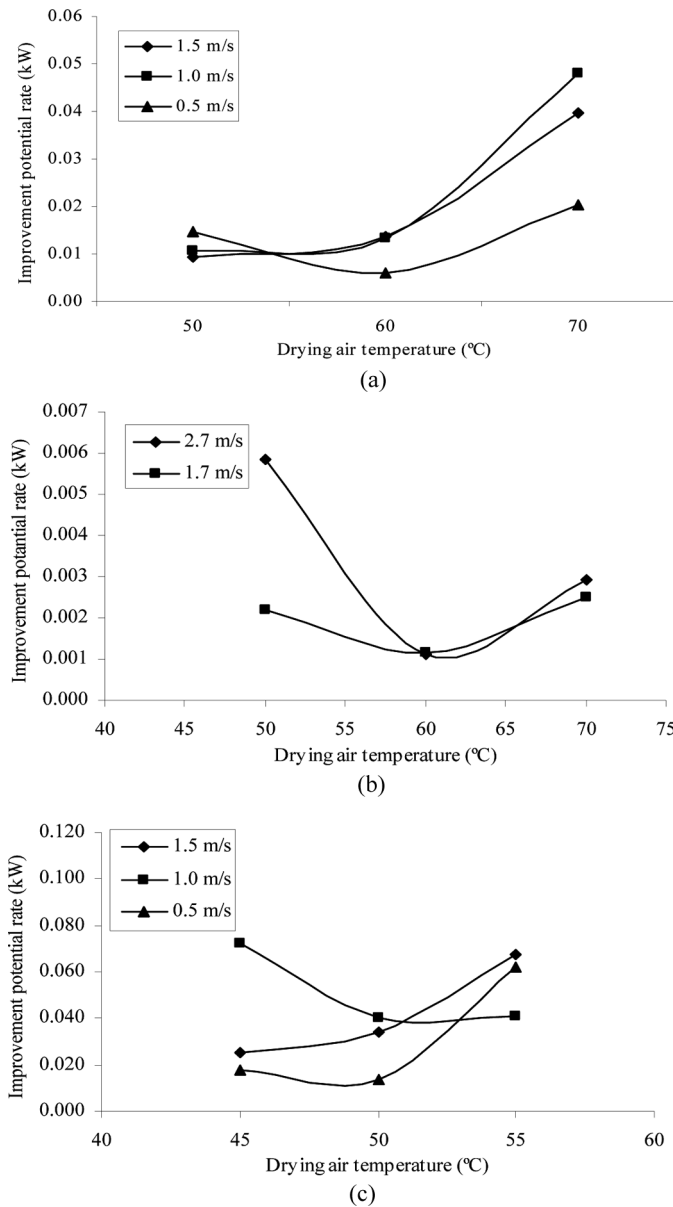 0.06
0.05
0.04
0.03
0.02
0.01
0.00
Improvement potential rate (kW)
1.5 m/s
1.0 m/s
0.5 m/s
50
60
70
Drying air temperature (ºC)
(a)
0.007
0.006
0.005
0.004
0.003
0.002
0.001
0.000
Improvement potantial rate (kW)
2.7 m/s
1.7 m/s
40
45
50
55
60
65
70
75
Drying air temperature (ºC)
(b)
0.120
0.100
0.080
0.060
0.040
0.020
0.000
Improvement potential rate (kW)
1.5 m/s
1.0 m/s
0.5 m/s
40
45
50
55
60
Drying air temperature (ºC)
(c)